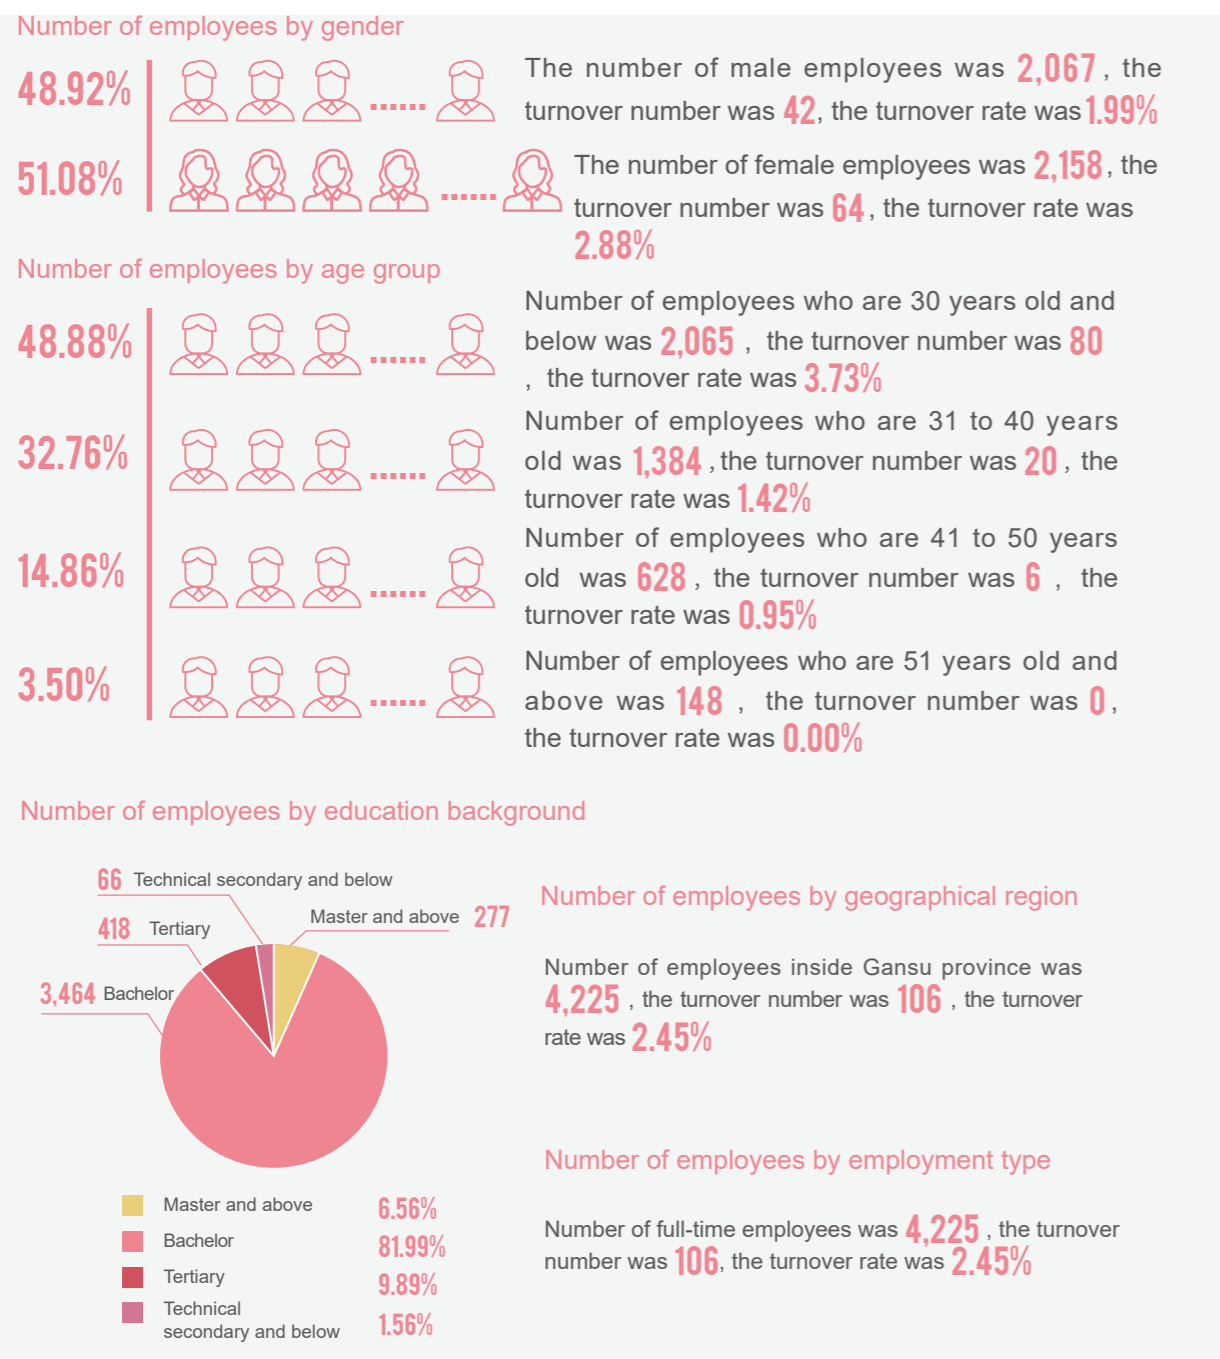 Number of employees by gender
48.92%
The number of male employees was 2,067, the
turnover number was 42, the turnover rate was 1.99%
51.08%
The number of female employees was 2,158, the
turnover number was 64, the turnover rate was
2.88%
Number of employees by age group
48.88%
Number of employees who are 30 years old and
below was 2,065, the turnover number was 80
, the turnover rate was 3.73%
32.76%
Number of employees who are 31 to 40 years
old was 1,384, the turnover number was 20, the
turnover rate was 1.42%
14.86%
Number of employees who are 41 to 50 years
old was 628, the turnover number was 6, the
turnover rate was 0.95%
3.50%
Number of employees who are 51 years old and
above was 148, the turnover number was 0,
the turnover rate was 0.00%
Number of employees by education background
66 Technical secondary and below
Master and above 277
418 Tertiary
3,464 Bachelor
Master and above 6.56%
Bachelor 81.99%
Tertiary 9.89%
Technical
secondary and below 1.56%
Number of employees by geographical region
Number of employees inside Gansu province was
4,225, the turnover number was 106, the turnover
rate was 2.45%
Number of employees by employment type
Number of full-time employees was 4,225, the turnover
number was 106, the turnover rate was 2.45%